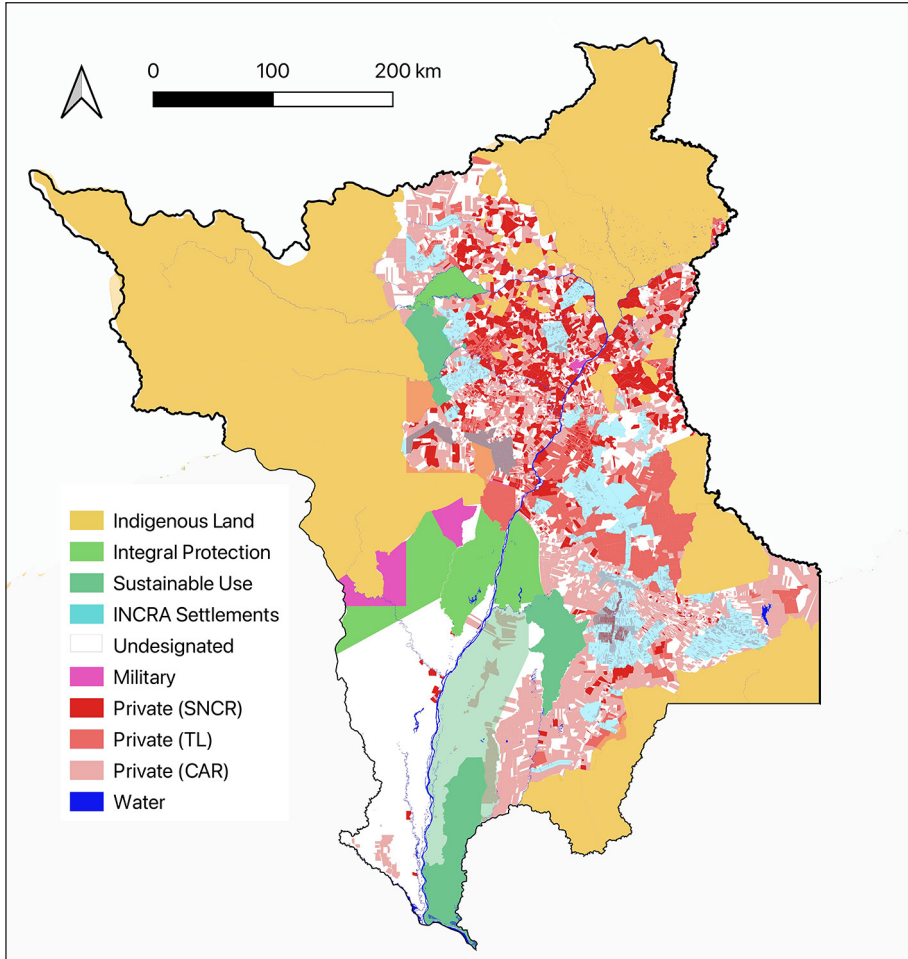 0 100 200 km
Indigenous Land
Integral Protection
Sustainable Use
INCRA Settlements
Undesignated
Military
Private (SNCR)
Private (TL)
Private (CAR)
Water